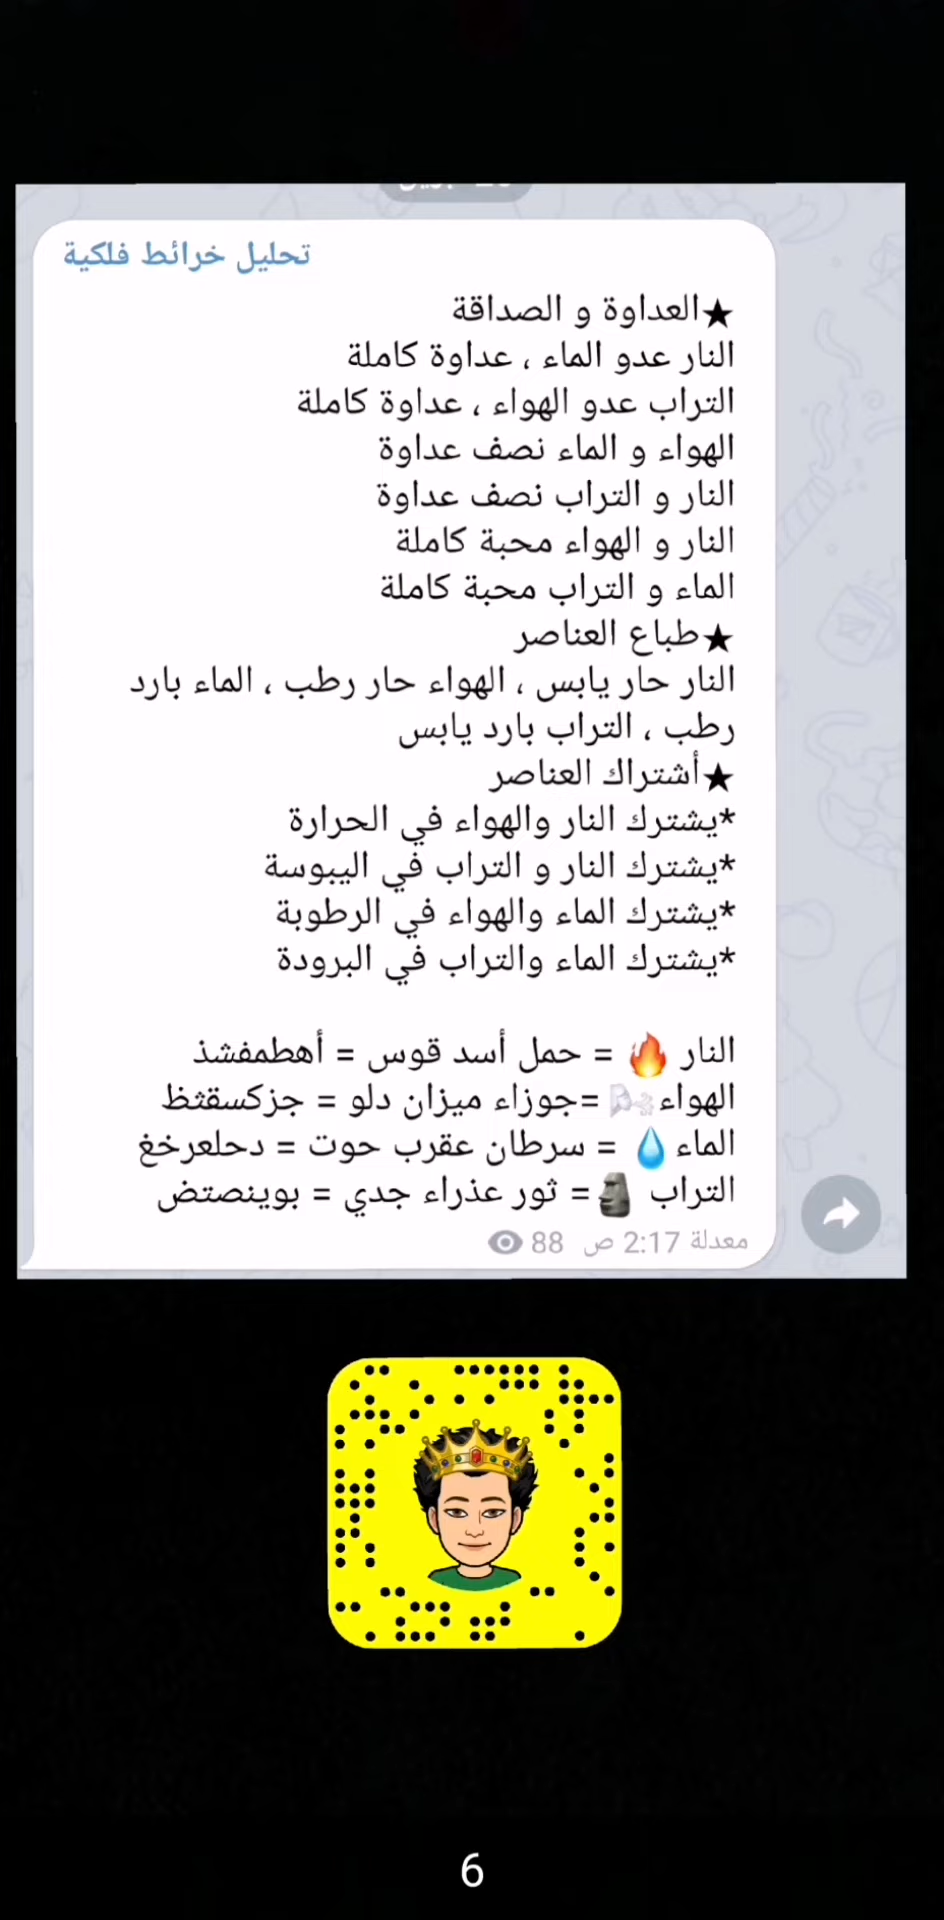 تحليل خرائط فلكية
★العداوة و الصداقة
النار عدو الماء ، عداوة كاملة
التراب عدو الهواء ، عداوة كاملة
الهواء و الماء نصف عداوة
النار و التراب نصف عداوة
النار و الهواء محبة كاملة
الماء و التراب محبة كاملة
★طباع العناصر
النار حار يابس ، الهواء حار رطب ، الماء بارد
رطب ، التراب بارد يابس
★أشتراك العناصر
*يشترك النار والهواء في الحرارة
*يشترك النار و التراب في اليبوسة
*يشترك الماء والهواء في الرطوبة
*يشترك الماء والتراب في البرودة
النار 🔥 = حمل أسد قوس = أهطمفشذ
الهواء🌬 =جوزاء ميزان دلو = جزكسقثظ
الماء 💧 = سرطان عقرب حوت = دحلعرخغ
التراب 🗿= ثور عذراء جدي = بوينصتض
معدلة 2:17 ص 88
6